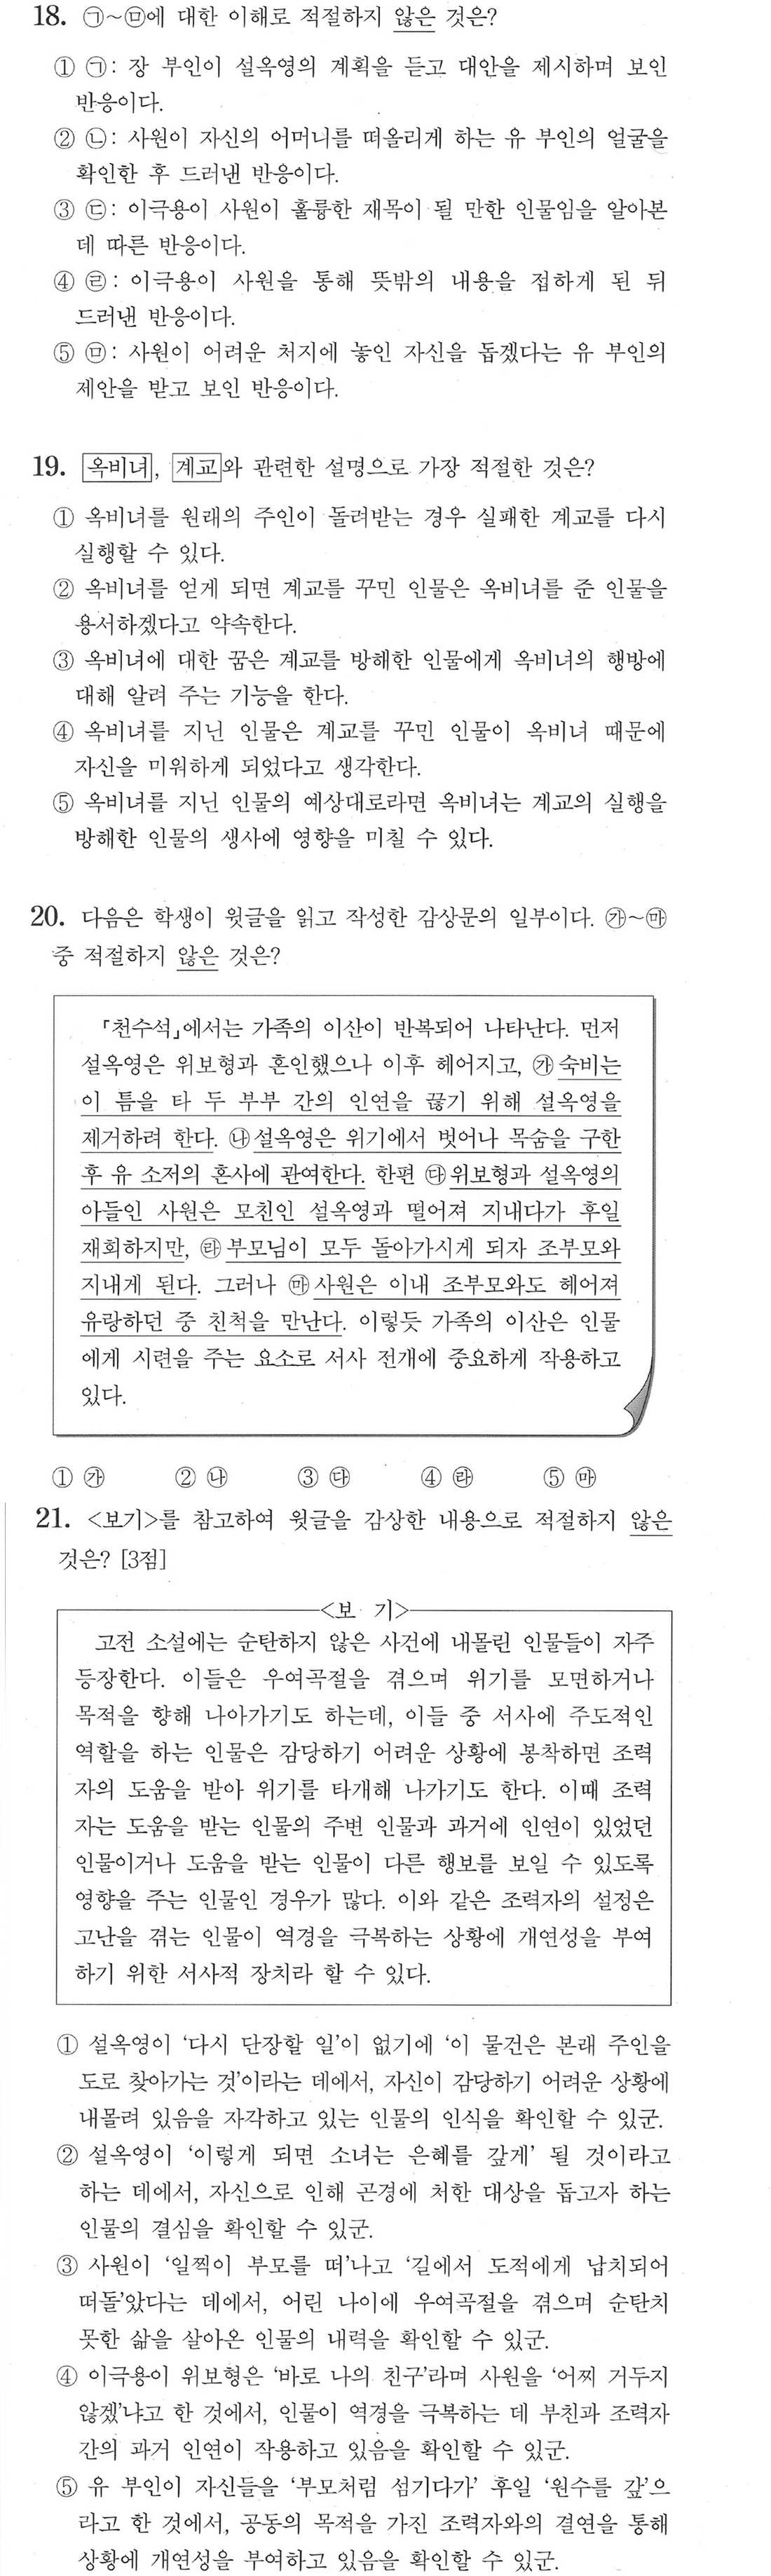 18. ㉠~㉤에 대한 이해로 적절하지 않은 것은?
① ㉠: 장 부인이 설옥영의 계획을 듣고 대안을 제시하며 보인
반응이다.
② ㉡: 사원이 자신의 어머니를 떠올리게 하는 유 부인의 얼굴을
확인한 후 드러낸 반응이다.
③ ㉢: 이극용이 사원이 훌륭한 재목이 될 만한 인물임을 알아본
데 따른 반응이다.
④ ㉣: 이극용이 사원을 통해 뜻밖의 내용을 접하게 된 뒤
드러낸 반응이다.
⑤ ㉤: 사원이 어려운 처지에 놓인 자신을 돕겠다는 유 부인의
제안을 받고 보인 반응이다.
19. 옥비녀, 계교와 관련한 설명으로 가장 적절한 것은?
① 옥비녀를 원래의 주인이 돌려받는 경우 실패한 계교를 다시
실행할 수 있다.
② 옥비녀를 얻게 되면 계교를 꾸민 인물은 옥비녀를 준 인물을
용서하겠다고 약속한다.
③ 옥비녀에 대한 꿈은 계교를 방해한 인물에게 옥비녀의 행방에
대해 알려 주는 기능을 한다.
④ 옥비녀를 지닌 인물은 계교를 꾸민 인물이 옥비녀 때문에
자신을 미워하게 되었다고 생각한다.
⑤ 옥비녀를 지닌 인물의 예상대로라면 옥비녀는 계교의 실행을
방해한 인물의 생사에 영향을 미칠 수 있다.
20. 다음은 학생이 윗글을 읽고 작성한 감상문의 일부이다. ㉮~㉲
중 적절하지 않은 것은?
「천수석」에서는 가족의 이산이 반복되어 나타난다. 먼저
설옥영은 위보형과 혼인했으나 이후 헤어지고, ㉮숙비는
이 틈을 타 두 부부 간의 인연을 끊기 위해 설옥영을
제거하려 한다. ㉯설옥영은 위기에서 벗어나 목숨을 구한
후 유 소저의 혼사에 관여한다. 한편 ㉰위보형과 설옥영의
아들인 사원은 모친인 설옥영과 떨어져 지내다가 후일
재회하지만, ㉱부모님이 모두 돌아가시게 되자 조부모와
지내게 된다. 그러나 ㉲사원은 이내 조부모와도 헤어져
유랑하던 중 친척을 만난다. 이렇듯 가족의 이산은 인물
에게 시련을 주는 요소로 서사 전개에 중요하게 작용하고
있다.
① ㉮ ② ㉯ ③ ㉰ ④ ㉱ ⑤ ㉲
21. <보기>를 참고하여 윗글을 감상한 내용으로 적절하지 않은
것은? [3점]
<보 기>
고전 소설에는 순탄하지 않은 사건에 내몰린 인물들이 자주
등장한다. 이들은 우여곡절을 겪으며 위기를 모면하거나
목적을 향해 나아가기도 하는데, 이들 중 서사에 주도적인
역할을 하는 인물은 감당하기 어려운 상황에 봉착하면 조력
자의 도움을 받아 위기를 타개해 나가기도 한다. 이때 조력
자는 도움을 받는 인물의 주변 인물과 과거에 인연이 있었던
인물이거나 도움을 받는 인물이 다른 행보를 보일 수 있도록
영향을 주는 인물인 경우가 많다. 이와 같은 조력자의 설정은
고난을 겪는 인물이 역경을 극복하는 상황에 개연성을 부여
하기 위한 서사적 장치라 할 수 있다.
① 설옥영이 '다시 단장할 일'이 없기에 '이 물건은 본래 주인을
도로 찾아가는 것'이라는 데에서, 자신이 감당하기 어려운 상황에
내몰려 있음을 자각하고 있는 인물의 인식을 확인할 수 있군.
② 설옥영이 '이렇게 되면 소녀는 은혜를 갚게' 될 것이라고
하는 데에서, 자신으로 인해 곤경에 처한 대상을 돕고자 하는
인물의 결심을 확인할 수 있군.
③ 사원이 '일찍이 부모를 떠'나고 '길에서 도적에게 납치되어
떠돌'았다는 데에서, 어린 나이에 우여곡절을 겪으며 순탄치
못한 삶을 살아온 인물의 내력을 확인할 수 있군.
④ 이극용이 위보형은 '바로 나의 친구'라며 사원을 '어찌 거두지
않겠'냐고 한 것에서, 인물이 역경을 극복하는 데 부친과 조력자
간의 과거 인연이 작용하고 있음을 확인할 수 있군.
⑤ 유 부인이 자신들을 '부모처럼 섬기다가' 후일 '원수를 갚'으
라고 한 것에서, 공동의 목적을 가진 조력자와의 결연을 통해
상황에 개연성을 부여하고 있음을 확인할 수 있군.